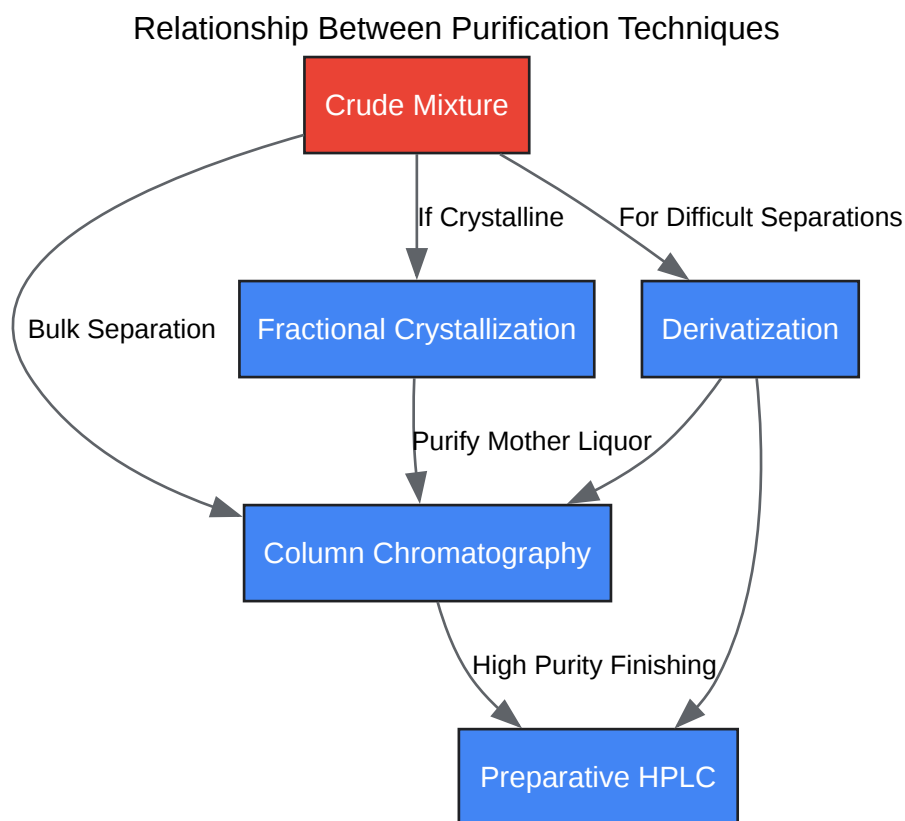 Relationship Between Purification Techniques
Crude Mixture
If Crystalline
For Difficult Separations
Bulk Separation
Fractional Crystallization
Derivatization
Purify Mother Liquor
Column Chromatography
High Purity Finishing
Preparative HPLC